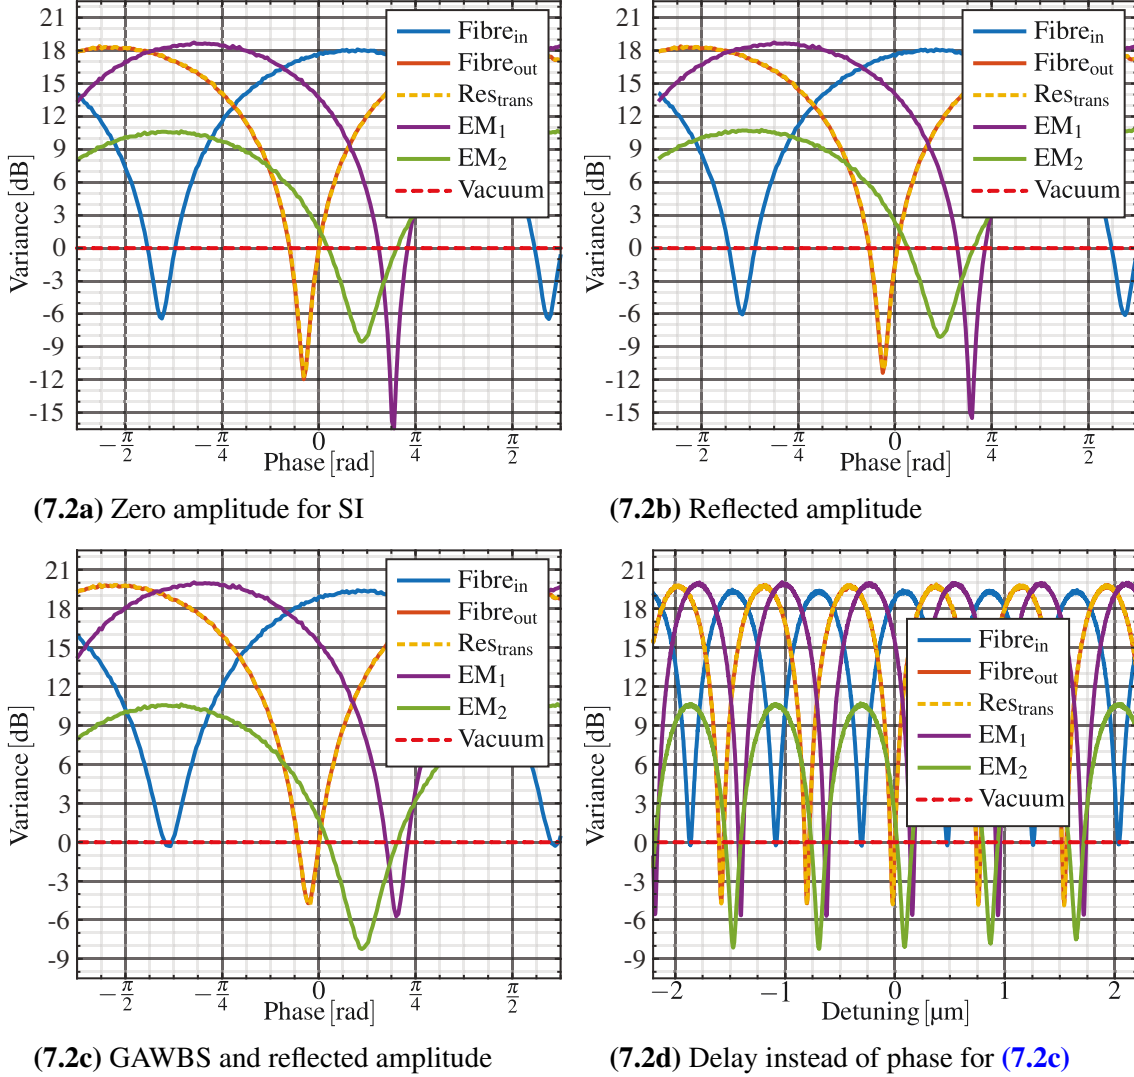 21
18
15
12
9
6
3
0
-3
-6
-9
-12
-15
Variance [dB]
−π/2
−π/4
0
π/4
π/2
Phase [rad]
Fibre_in
Fibre_out
Res_trans
EM_1
EM_2
Vacuum
(7.2a) Zero amplitude for SI
21
18
15
12
9
6
3
0
-3
-6
-9
-12
-15
Variance [dB]
−π/2
−π/4
0
π/4
π/2
Phase [rad]
Fibre_in
Fibre_out
Res_trans
EM_1
EM_2
Vacuum
(7.2b) Reflected amplitude
21
18
15
12
9
6
3
0
-3
-6
-9
Variance [dB]
−π/2
−π/4
0
π/4
π/2
Phase [rad]
Fibre_in
Fibre_out
Res_trans
EM_1
EM_2
Vacuum
(7.2c) GAWBS and reflected amplitude
21
18
15
12
9
6
3
0
-3
-6
-9
Variance [dB]
−2
−1
0
1
2
Detuning [µm]
Fibre_in
Fibre_out
Res_trans
EM_1
EM_2
Vacuum
(7.2d) Delay instead of phase for (7.2c)